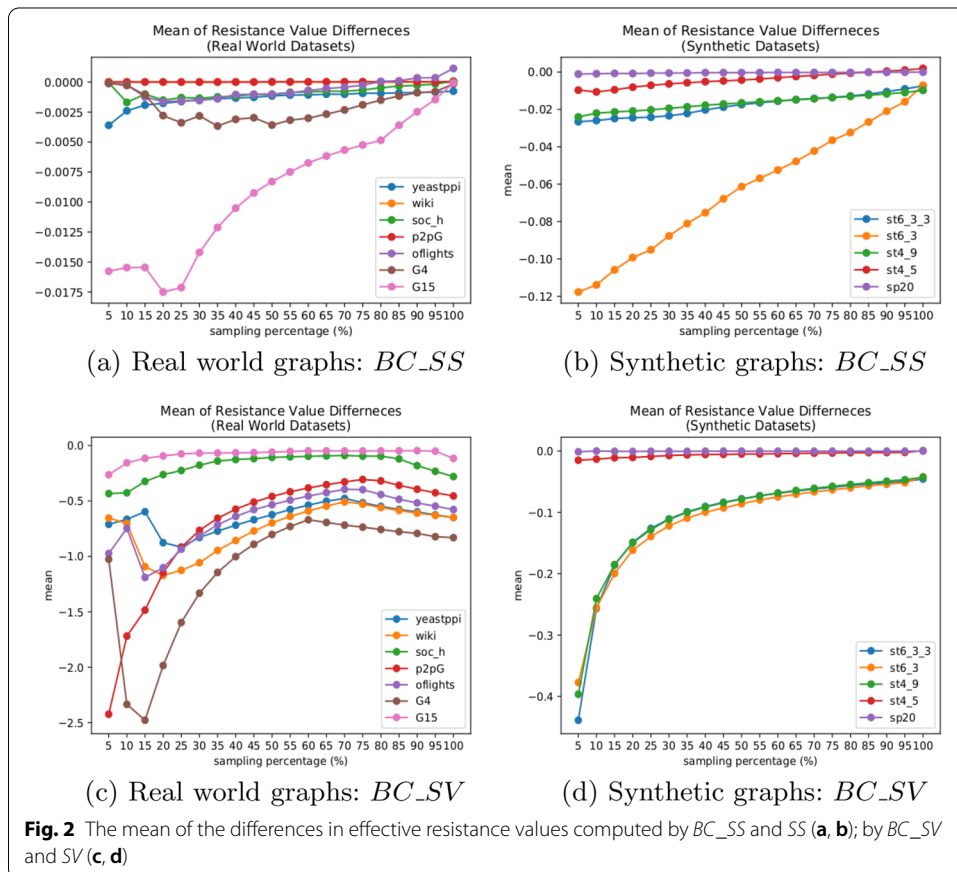 Mean of Resistance Value Differneces
(Real World Datasets)
0.0000
−0.0025
−0.0050
−0.0075
−0.0100
−0.0125
−0.0150
−0.0175
yeastppi
wiki
soc_h
p2pG
oflights
G4
G15
5 10 15 20 25 30 35 40 45 50 55 60 65 70 75 80 85 90 95 100
sampling percentage (%)
(a) Real world graphs: BC_SS
Mean of Resistance Value Differneces
(Synthetic Datasets)
mean
0.00
−0.02
−0.04
−0.06
−0.08
−0.10
−0.12
st6_3_3
st6_3
st4_9
st4_5
sp20
5 10 15 20 25 30 35 40 45 50 55 60 65 70 75 80 85 90 95 100
sampling percentage (%)
(b) Synthetic graphs: BC_SS
Mean of Resistance Value Differneces
(Real World Datasets)
mean
0.0
−0.5
−1.0
−1.5
−2.0
−2.5
yeastppi
wiki
soc_h
p2pG
oflights
G4
G15
5 10 15 20 25 30 35 40 45 50 55 60 65 70 75 80 85 90 95 100
sampling percentage (%)
(c) Real world graphs: BC_SV
Mean of Resistance Value Differneces
(Synthetic Datasets)
mean
0.0
−0.1
−0.2
−0.3
−0.4
st6_3_3
st6_3
st4_9
st4_5
sp20
5 10 15 20 25 30 35 40 45 50 55 60 65 70 75 80 85 90 95 100
sampling percentage (%)
(d) Synthetic graphs: BC_SV
Fig. 2 The mean of the differences in effective resistance values computed by BC_SS and SS (a, b); by BC_SV
and SV (c, d)